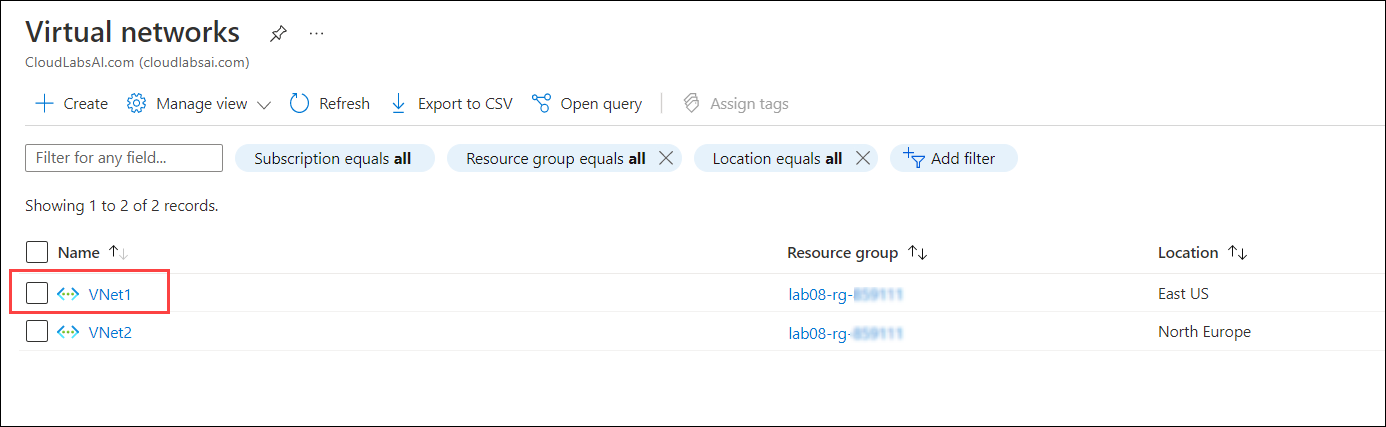 Virtual networks
CloudLabsAI.com (cloudlabsai.com)
Create Manage view Refresh Export to CSV Open query Assign tags
Filter for any field... Subscription equals all Resource group equals all Location equals all Add filter
Showing 1 to 2 of 2 records.
Name Resource group Location
VNet1 lab08-rg- East US
VNet2 lab08-rg- North Europe